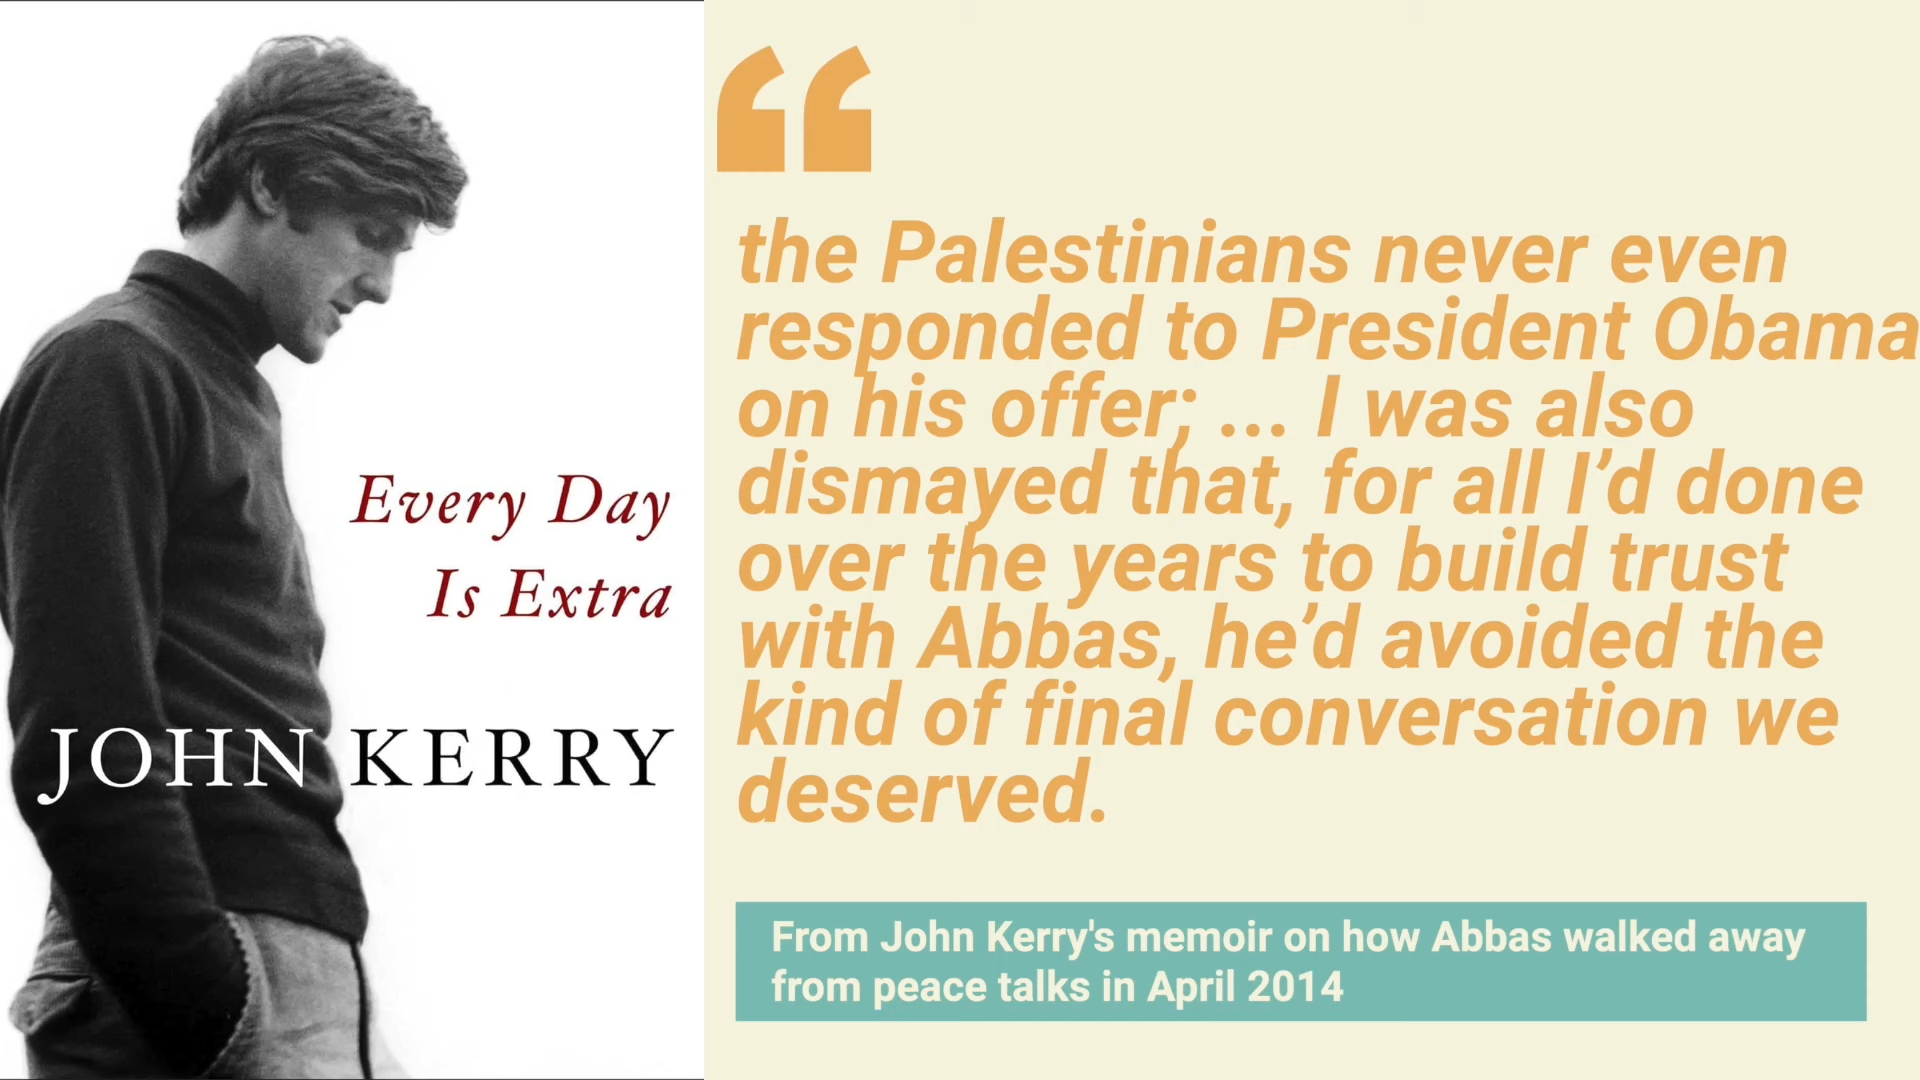 Every Day
Is Extra
JOHN KERRY
“
the Palestinians never even
responded to President Obama
on his offer; ... I was also
dismayed that, for all I’d done
over the years to build trust
with Abbas, he’d avoided the
kind of final conversation we
deserved.
From John Kerry's memoir on how Abbas walked away
from peace talks in April 2014